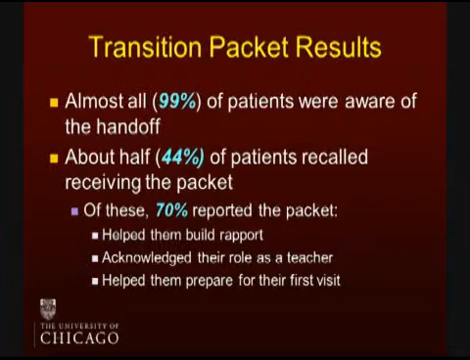 Transition Packet Results
Almost all (99%) of patients were aware of
the handoff
About half (44%) of patients recalled
receiving the packet
Of these, 70% reported the packet:
Helped them build rapport
Acknowledged their role as a teacher
Helped them prepare for their first visit
THE UNIVERSITY OF
CHICAGO